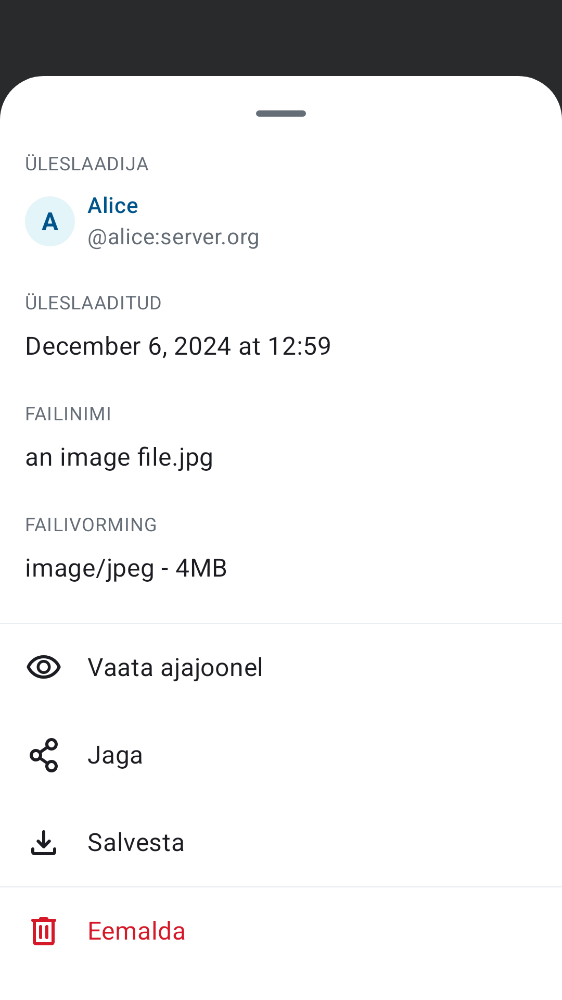 ÜLESLAADIJA
A
Alice
@alice:server.org
ÜLESLAADITUD
December 6, 2024 at 12:59
FAILINIMI
an image file.jpg
FAILIVORMING
image/jpeg - 4MB
Vaata ajajoonel
Jaga
Salvesta
Eemalda